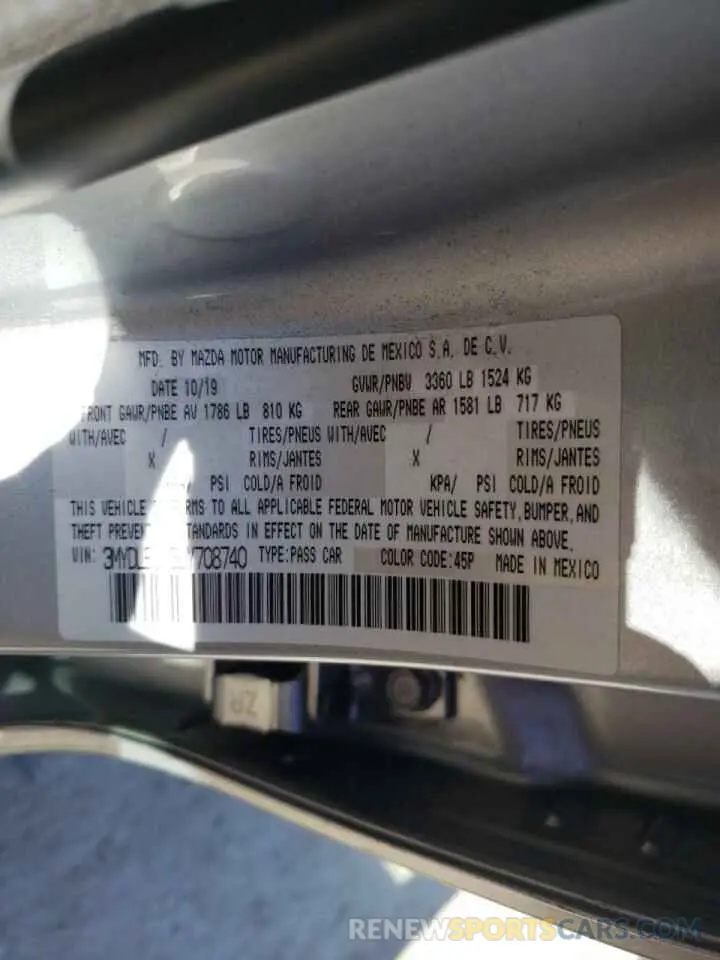 MFD. BY MAZDA MOTOR MANUFACTURING DE MEXICO S.A. DE C.V.
DATE 10/19 GVWR/PNBV 3360 LB 1524 KG
FRONT GAWR/PNBE AV 1786 LB 810 KG REAR GAWR/PNBE AR 1581 LB 717 KG
WITH/AVEC / TIRES/PNEUS WITH/AVEC / TIRES/PNEUS
X RIMS/JANTES X RIMS/JANTES
KPA/ PSI COLD/A FROID KPA/ PSI COLD/A FROID
THIS VEHICLE TO ALL APPLICABLE FEDERAL MOTOR VEHICLE SAFETY, BUMPER, AND
THEFT STANDARDS IN EFFECT ON THE DATE OF MANUFACTURE SHOWN ABOVE.
VIN: TYPE:PASS CAR COLOR CODE:45P MADE IN MEXICO
RENEWSPORTSCARS.COM